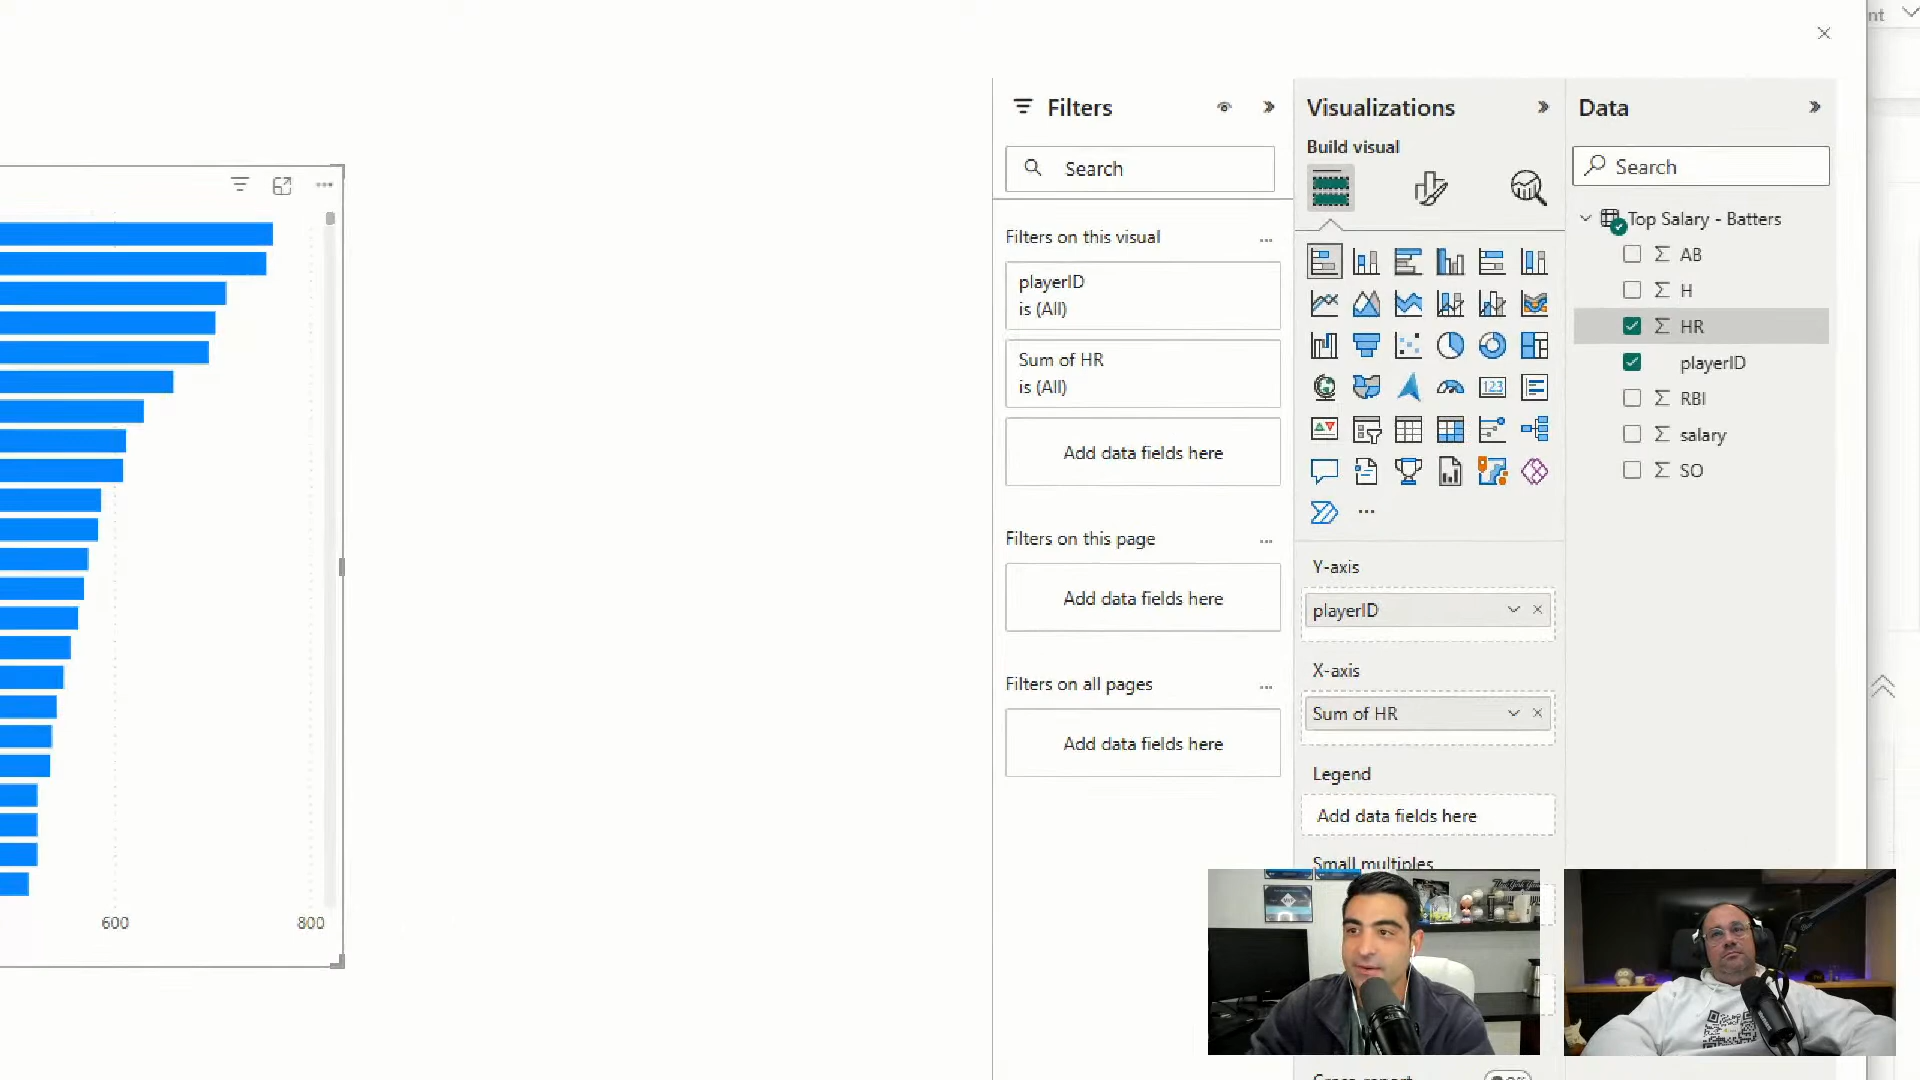 nt
Filters
Search
Filters on this visual
playerID
is (All)
Sum of HR
is (All)
Add data fields here
Filters on this page
Add data fields here
Filters on all pages
Add data fields here
Visualizations
Build visual
123
Y-axis
playerID
X-axis
Sum of HR
Legend
Add data fields here
Small multiples
Data
Search
Top Salary - Batters
AB
H
HR
playerID
RBI
salary
SO
600
800